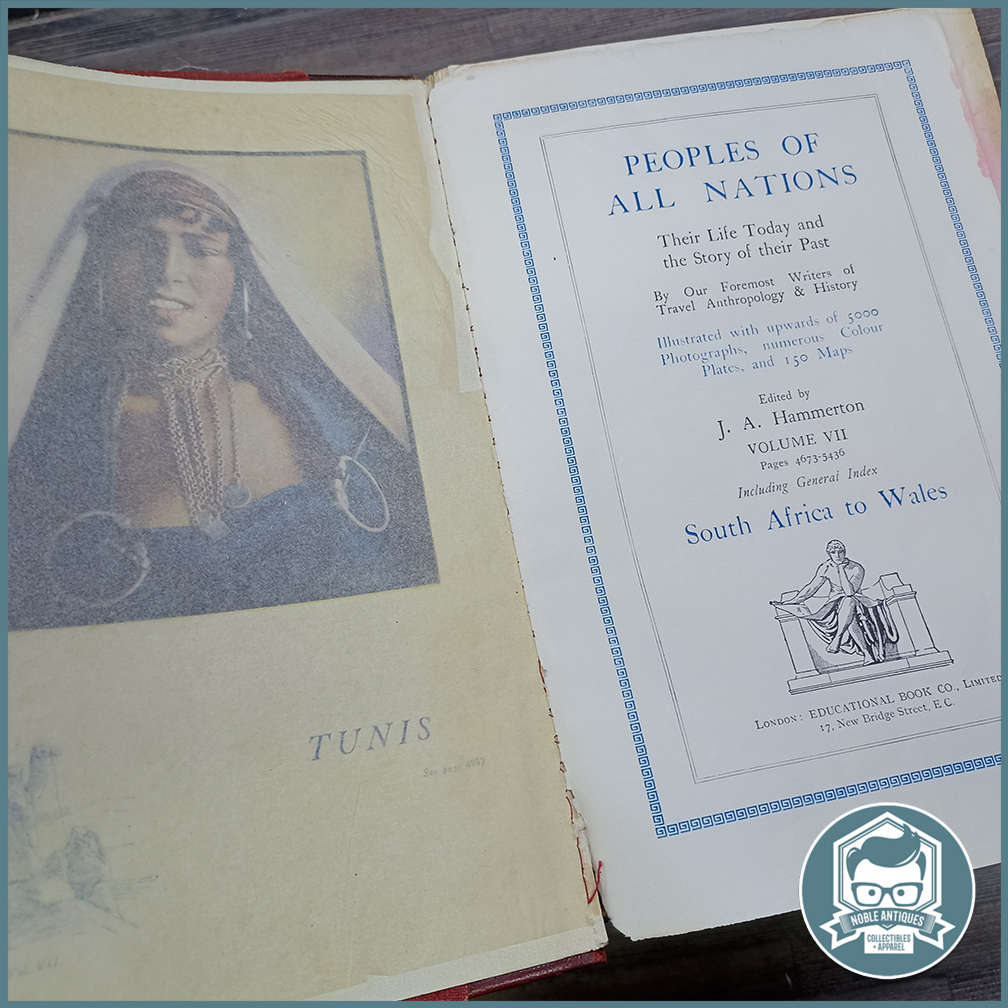 TUNIS
PEOPLES OF
ALL NATIONS
Their Life Today and
the Story of their Past
By Our Foremost Writers of
Travel Anthropology & History
Illustrated with upwards of 5000
Photographs, numerous Colour
Plates, and 150 Maps
Edited by
J. A. Hammerton
VOLUME VII
Pages 4673-5436
Including General Index
South Africa to Wales
LONDON: EDUCATIONAL BOOK CO., LIMITED
17, New Bridge Street, E.C.
NOBLE ANTIQUES
COLLECTIBLES
+ APPAREL